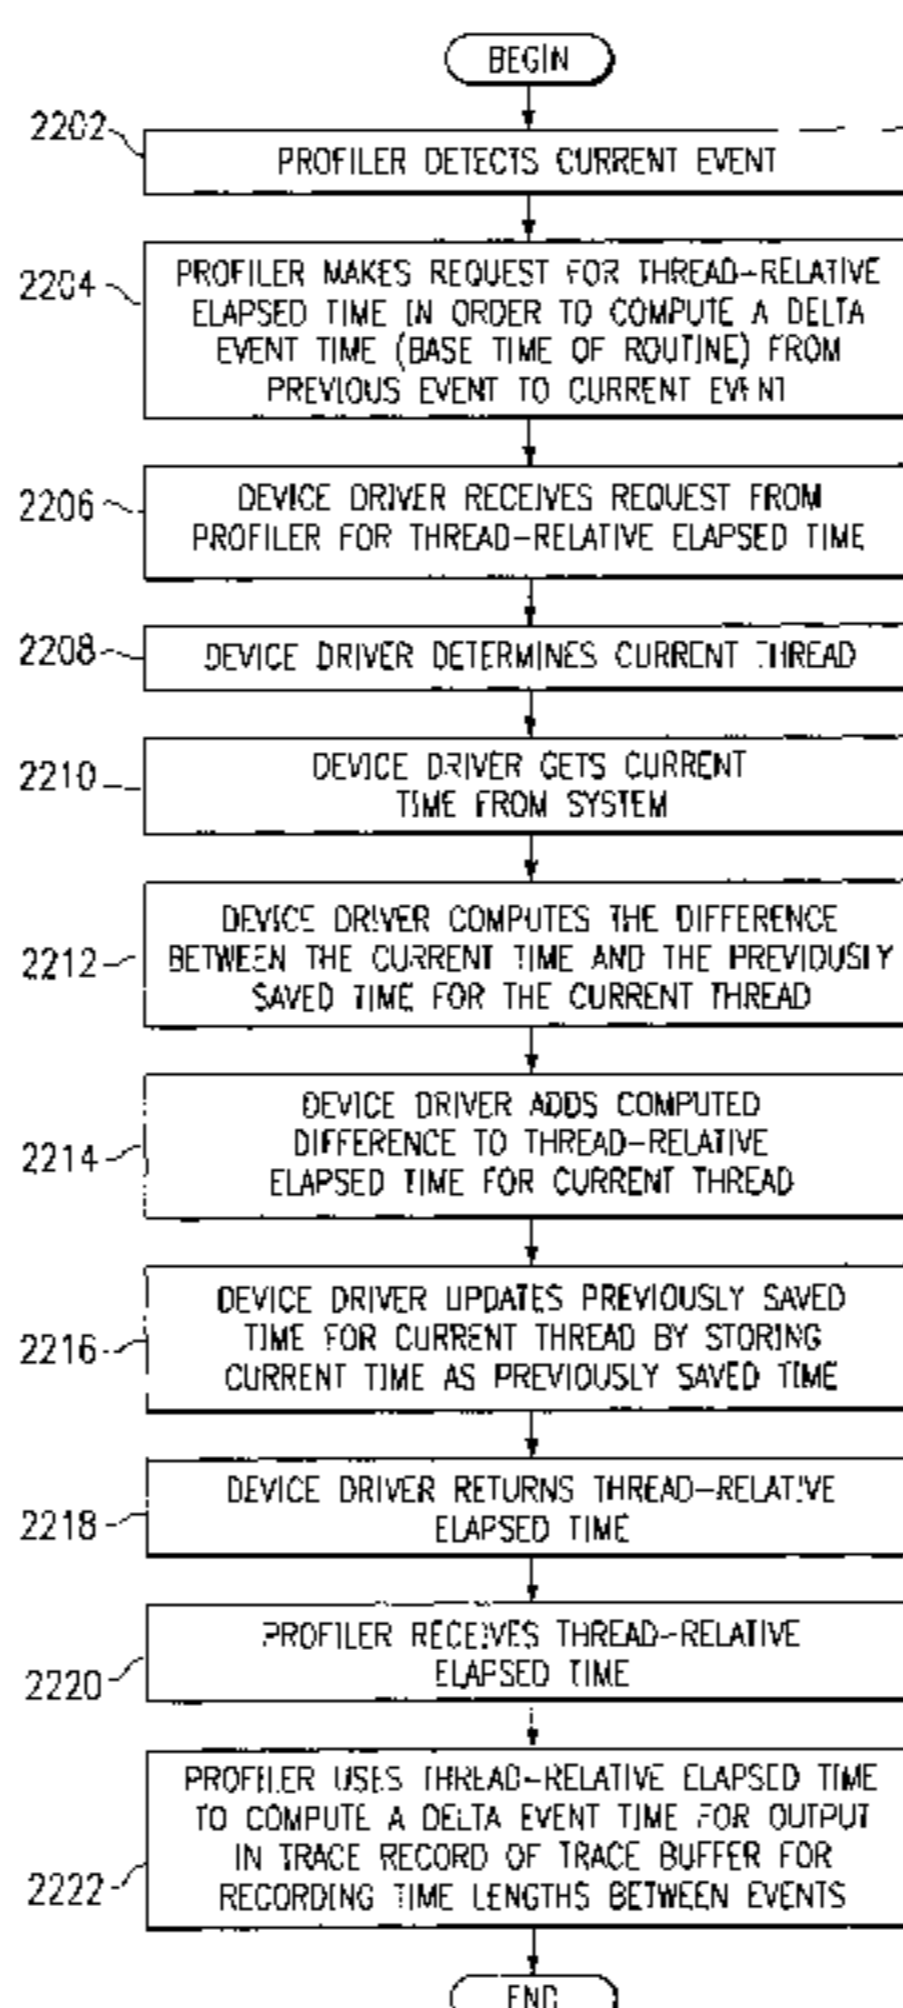 BEGIN
2202
PROFILER DETECTS CURRENT EVENT
2204
PROFILER MAKES REQUEST FOR THREAD-RELATIVE
ELAPSED TIME IN ORDER TO COMPUTE A DELTA
EVENT TIME (BASE TIME OF ROUTINE) FROM
PREVIOUS EVENT TO CURRENT EVENT
2206
DEVICE DRIVER RECEIVES REQUEST FROM
PROFILER FOR THREAD-RELATIVE ELAPSED TIME
2208
DEVICE DRIVER DETERMINES CURRENT THREAD
2210
DEVICE DRIVER GETS CURRENT
TIME FROM SYSTEM
2212
DEVICE DRIVER COMPUTES THE DIFFERENCE
BETWEEN THE CURRENT TIME AND THE PREVIOUSLY
SAVED TIME FOR THE CURRENT THREAD
2214
DEVICE DRIVER ADDS COMPUTED
DIFFERENCE TO THREAD-RELATIVE
ELAPSED TIME FOR CURRENT THREAD
2216
DEVICE DRIVER UPDATES PREVIOUSLY SAVED
TIME FOR CURRENT THREAD BY STORING
CURRENT TIME AS PREVIOUSLY SAVED TIME
2218
DEVICE DRIVER RETURNS THREAD-RELATIVE
ELAPSED TIME
2220
PROFILER RECEIVES THREAD-RELATIVE
ELAPSED TIME
2222
PROFILER USES THREAD-RELATIVE ELAPSED TIME
TO COMPUTE A DELTA EVENT TIME FOR OUTPUT
IN TRACE RECORD OF TRACE BUFFER FOR
RECORDING TIME LENGTHS BETWEEN EVENTS
END